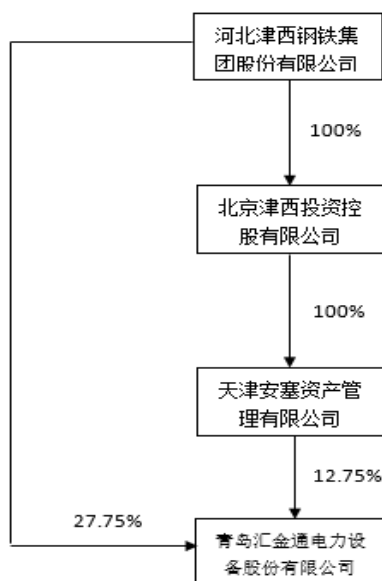 河北津西钢铁集
团股份有限公司
100%
北京津西投资控
股有限公司
100%
天津安塞资产管
理有限公司
12.75%
27.75%
青岛汇金通电力设
备股份有限公司